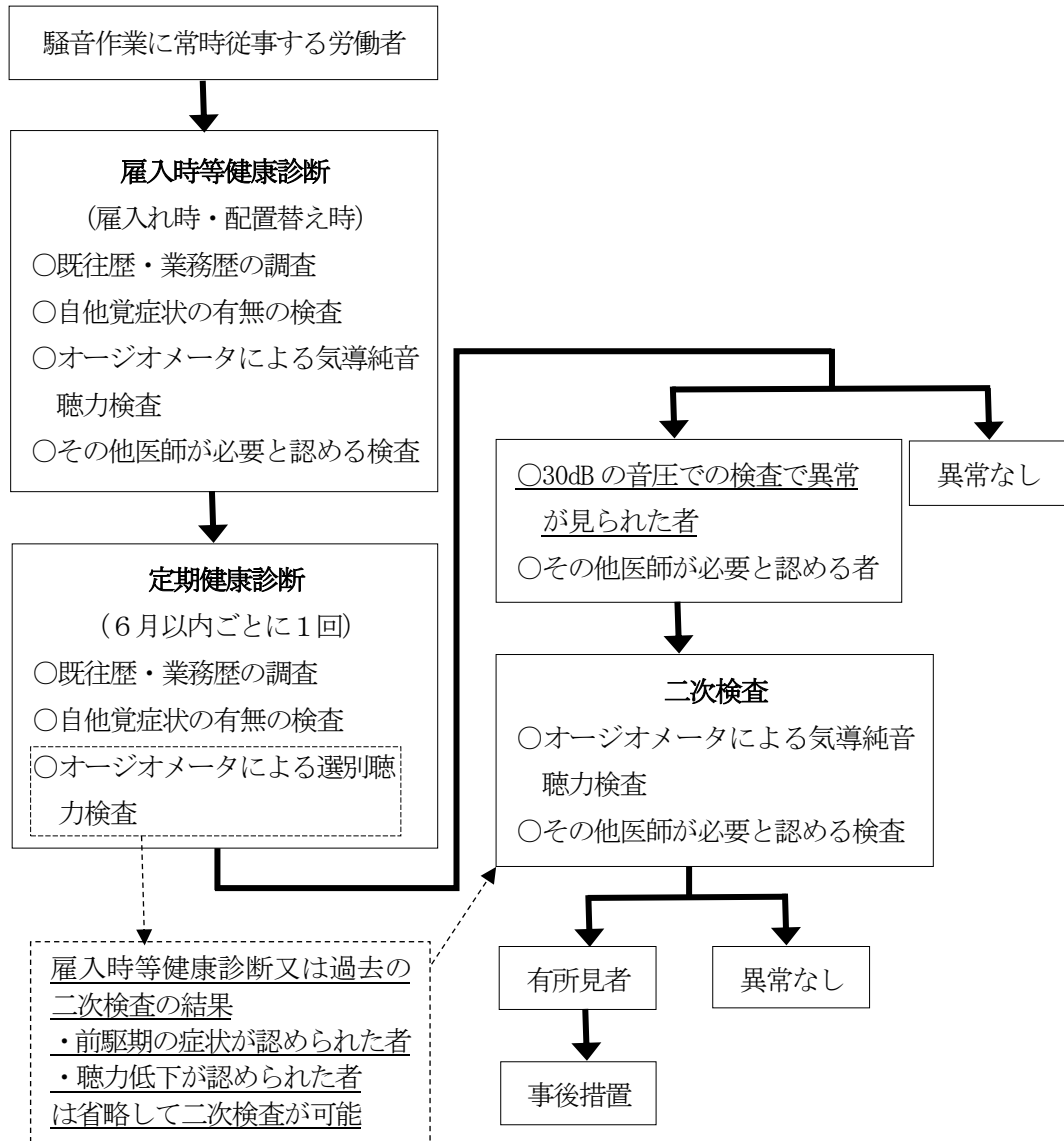 騒音作業に常時従事する労働者
雇入時等健康診断
(雇入れ時・配置替え時)
○既往歴・業務歴の調査
○自他覚症状の有無の検査
○オージオメータによる気導純音
聴力検査
○その他医師が必要と認める検査
定期健康診断
(６月以内ごとに１回)
○既往歴・業務歴の調査
○自他覚症状の有無の検査
○オージオメータによる選別聴
力検査
雇入時等健康診断又は過去の
二次検査の結果
・前駆期の症状が認められた者
・聴力低下が認められた者
は省略して二次検査が可能
○30dB の音圧での検査で異常
が見られた者
○その他医師が必要と認める者
異常なし
二次検査
○オージオメータによる気導純音
聴力検査
○その他医師が必要と認める検査
有所見者
異常なし
事後措置